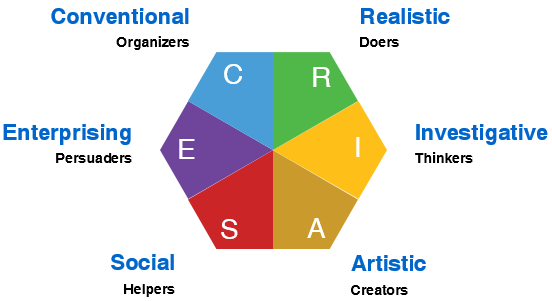 Conventional
Organizers
Realistic
Doers
C
R
Enterprising
Persuaders
E
I
Investigative
Thinkers
S
A
Social
Helpers
Artistic
Creators